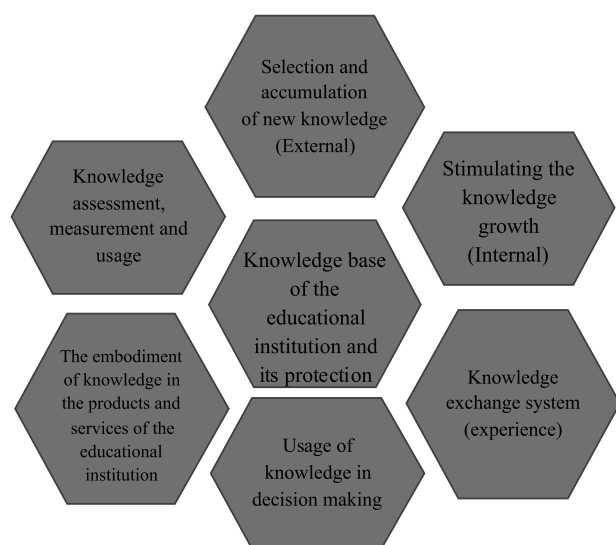 Selection and
accumulation
of new knowledge
(External)
Knowledge
assessment,
measurement and
usage
Stimulating the
knowledge
growth
(Internal)
Knowledge base
of the
educational
institution and
its protection
The embodiment
of knowledge in
the products and
services of the
educational
institution
Knowledge
exchange system
(experience)
Usage of
knowledge in
decision making